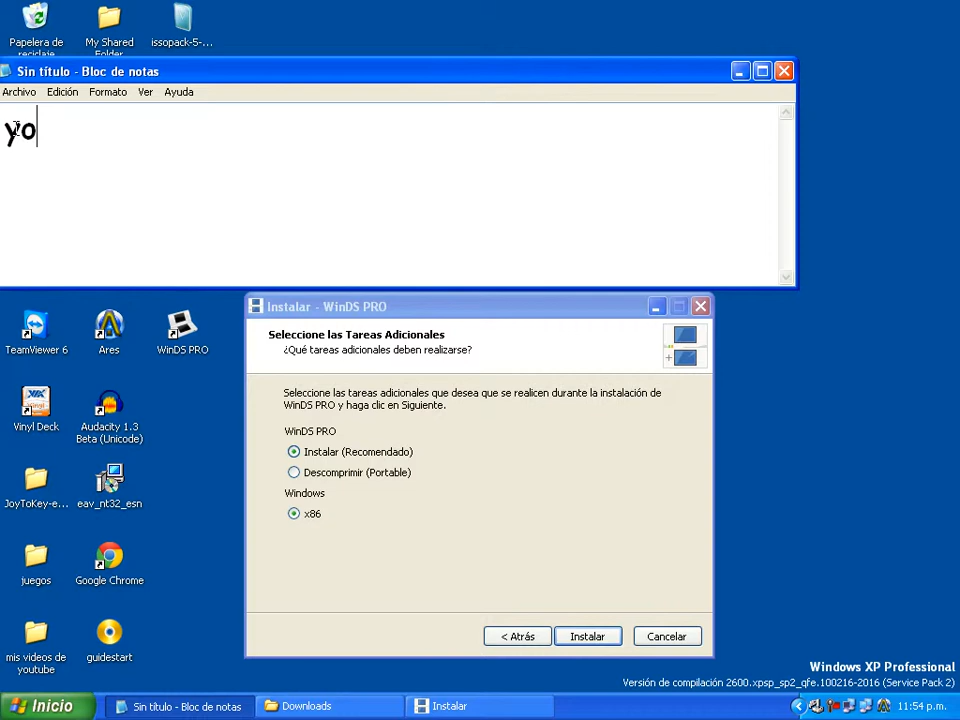 Papelera de reciclaje
My Shared Folder
issopack-5-...
Sin título - Bloc de notas
Archivo Edición Formato Ver Ayuda
yo
TeamViewer 6
Ares
WinDS PRO
Vinyl Deck
Audacity 1.3 Beta (Unicode)
JoyToKey-e...
eav_nt32_esn
juegos
Google Chrome
mis videos de youtube
guidestart
Instalar - WinDS PRO
Seleccione las Tareas Adicionales
¿Qué tareas adicionales deben realizarse?
Seleccione las tareas adicionales que desea que se realicen durante la instalación de
WinDS PRO y haga clic en Siguiente.
WinDS PRO
Instalar (Recomendado)
Descomprimir (Portable)
Windows
x86
< Atrás Instalar Cancelar
Windows XP Professional
Versión de compilación 2600.xpsp_sp2_qfe.100216-2016 (Service Pack 2)
Inicio Sin título - Bloc de notas Downloads Instalar 11:54 p.m.